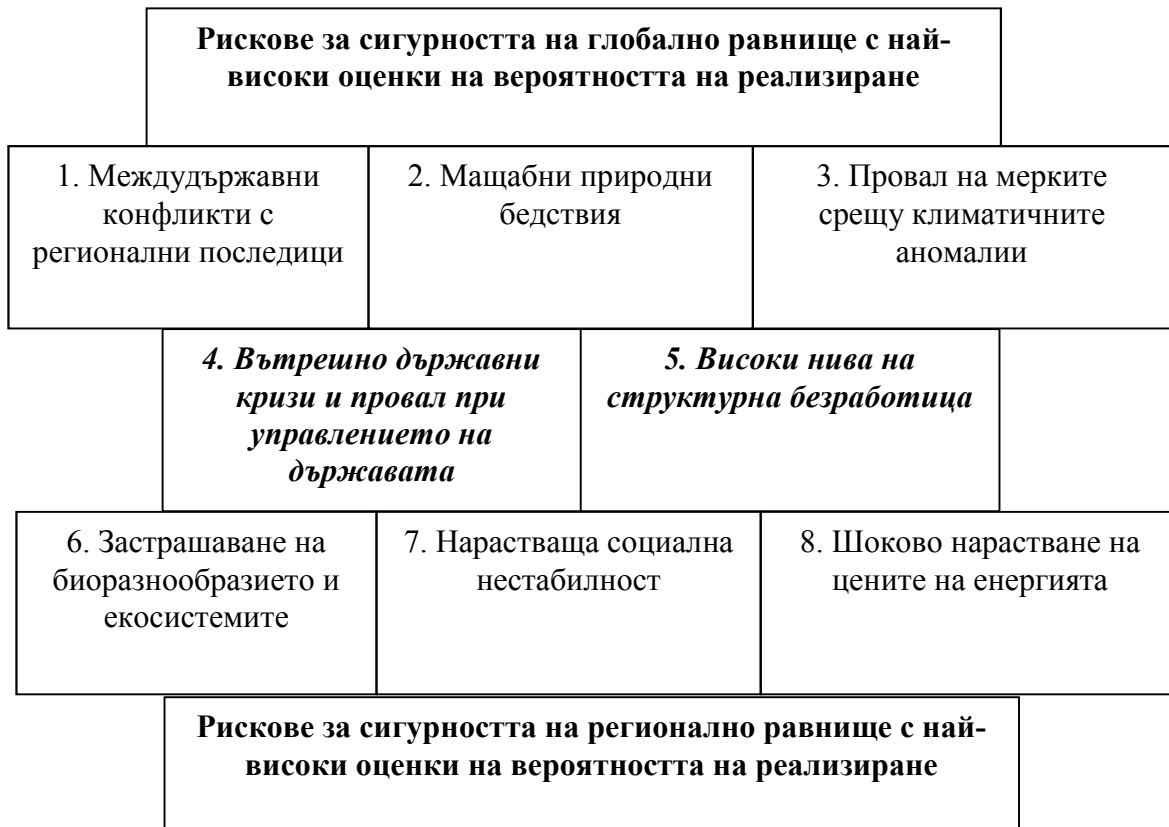 Рискове за сигурността на глобално равнище с най-
високи оценки на вероятността на реализиране
1. Междудържавни
конфликти с
регионални последици
2. Мащабни природни
бедствия
3. Провал на мерките
срещу климатичните
аномалии
4. Вътрешно държавни
кризи и провал при
управлението на
държавата
5. Високи нива на
структурна безработица
6. Застрашаване на
биоразнообразието и
екосистемите
7. Нарастваща социална
нестабилност
8. Шоково нарастване на
цените на енергията
Рискове за сигурността на регионално равнище с най-
високи оценки на вероятността на реализиране